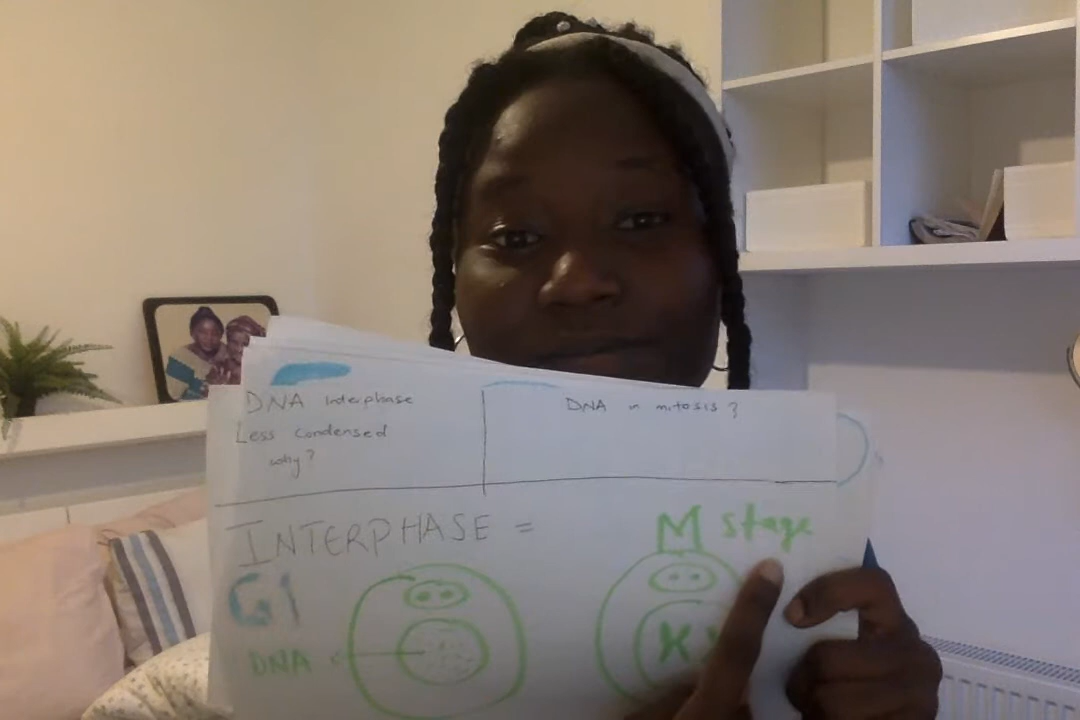 DNA Interphase
Less condensed
why?
DNA in mitosis?
INTERPHASE =
M stage
G1
DNA